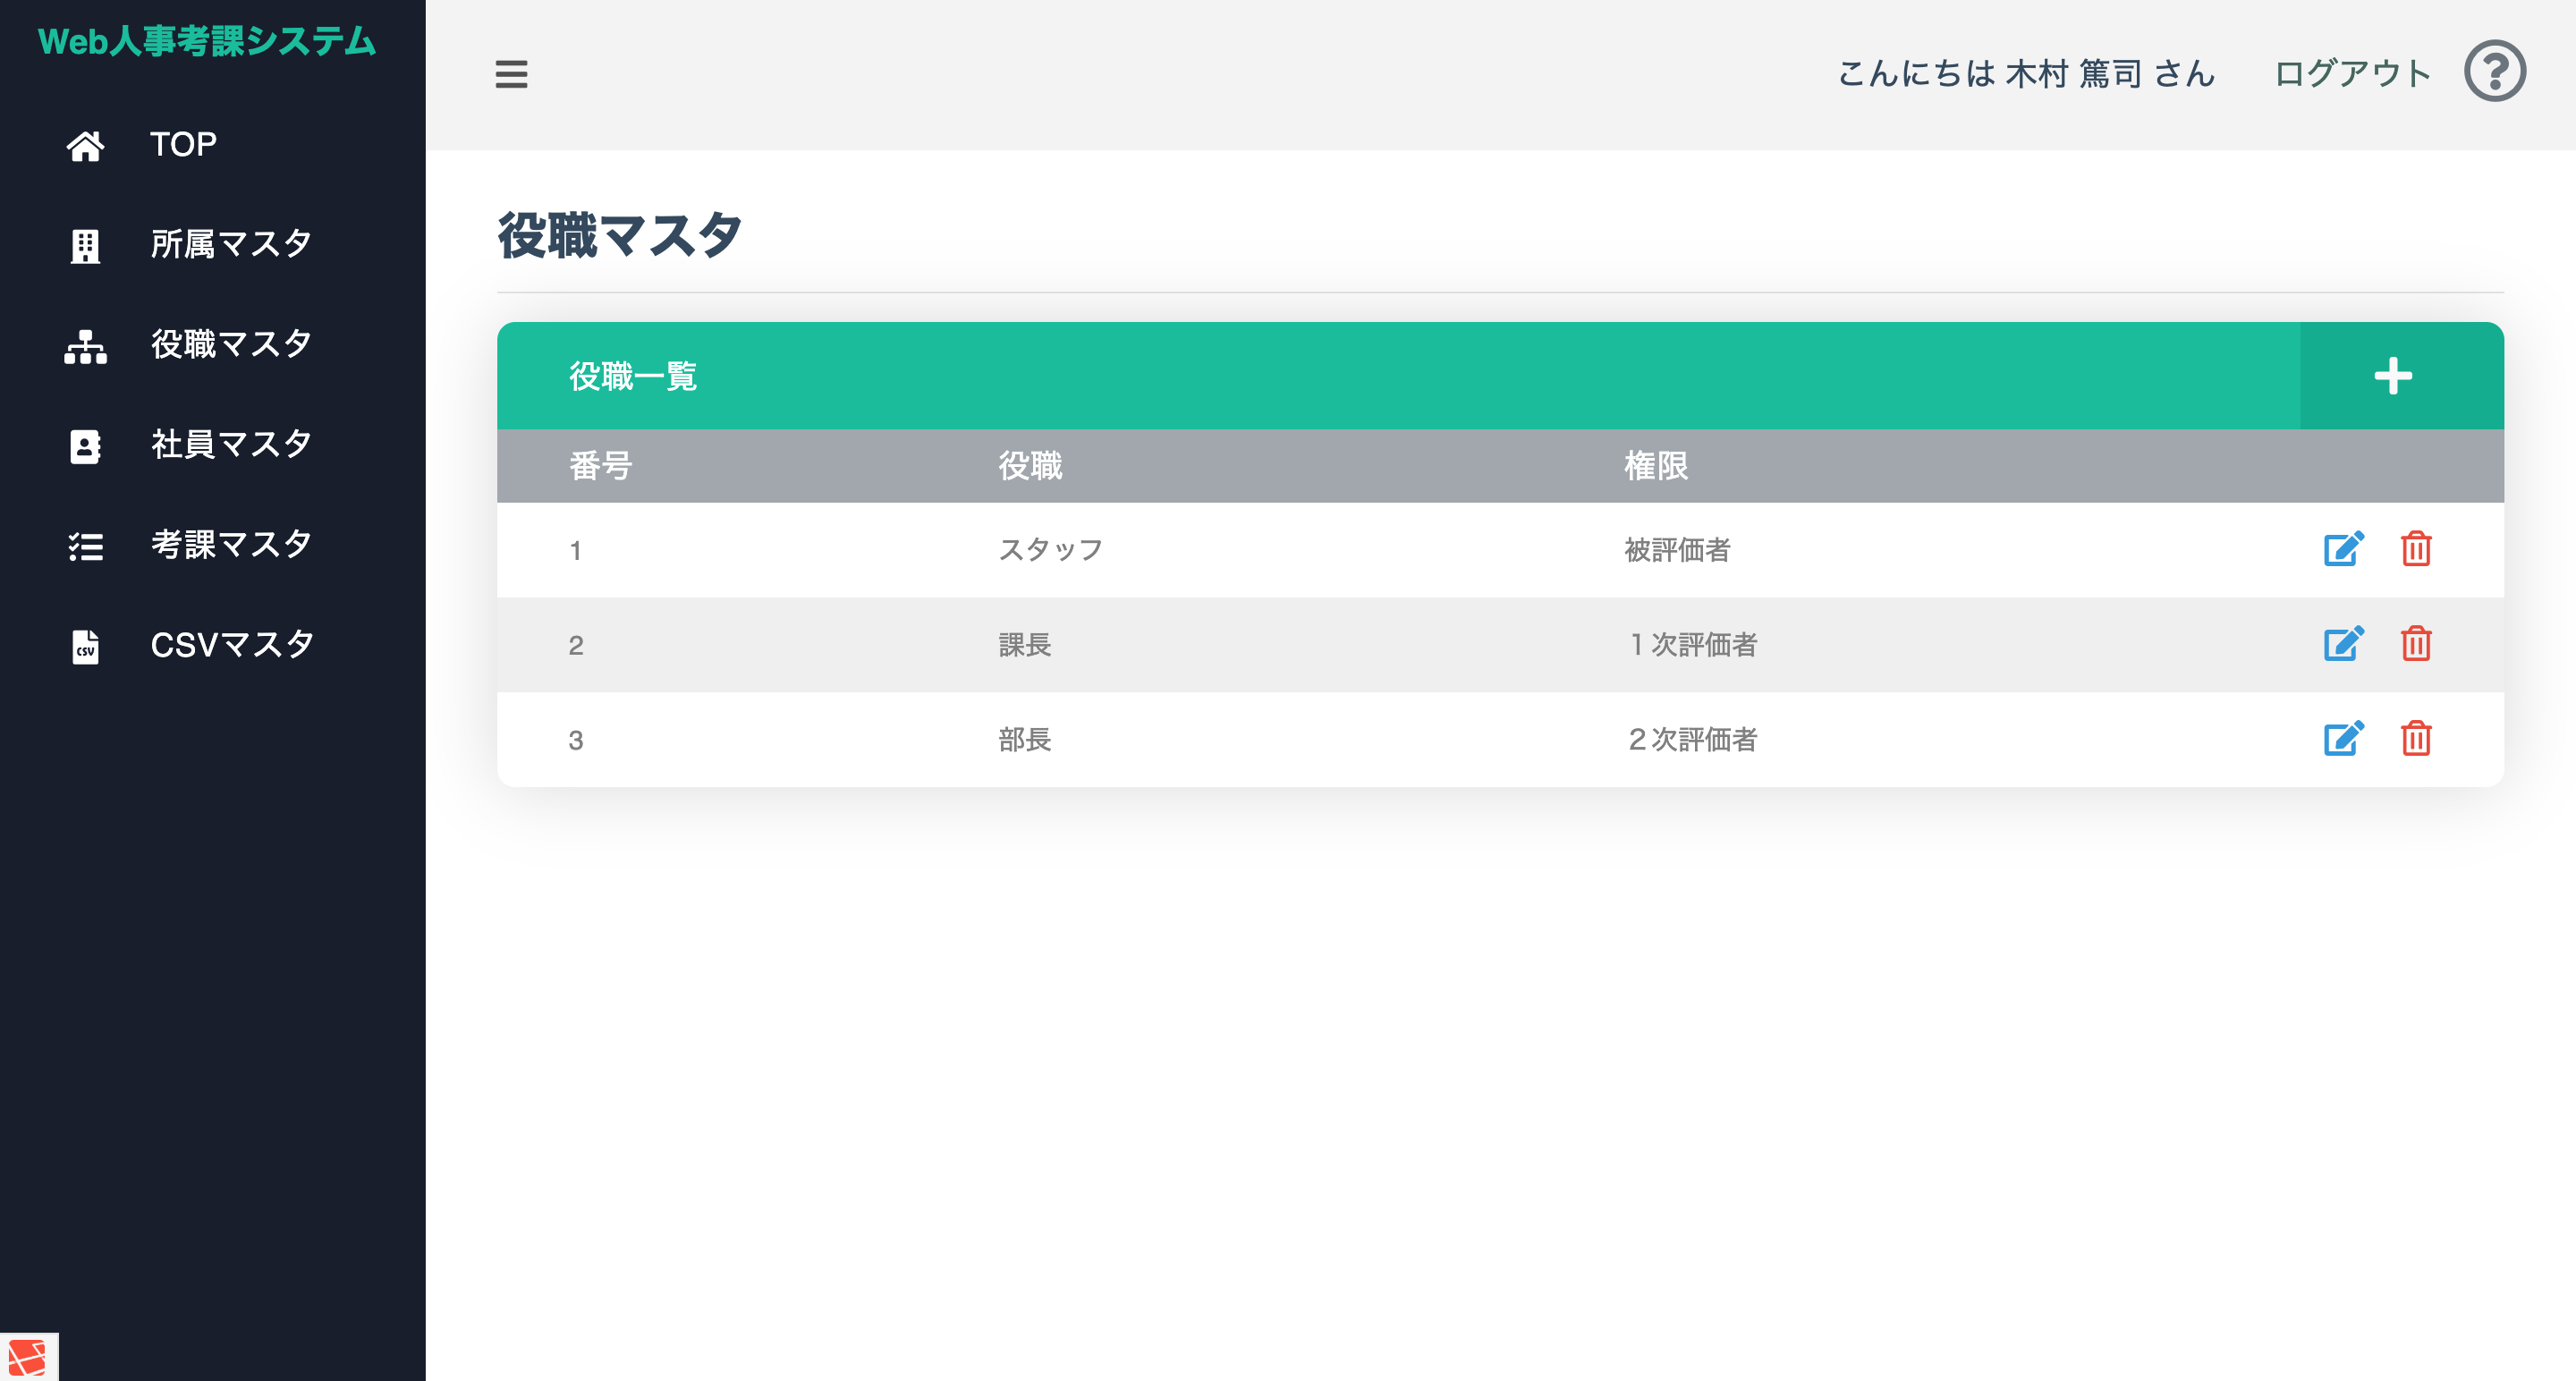 Web人事考課システム
TOP
所属マスタ
役職マスタ
社員マスタ
考課マスタ
CSVマスタ
こんにちは 木村 篤司 さん ログアウト
役職マスタ
役職一覧
番号 役職 権限
1 スタッフ 被評価者
2 課長 １次評価者
3 部長 ２次評価者